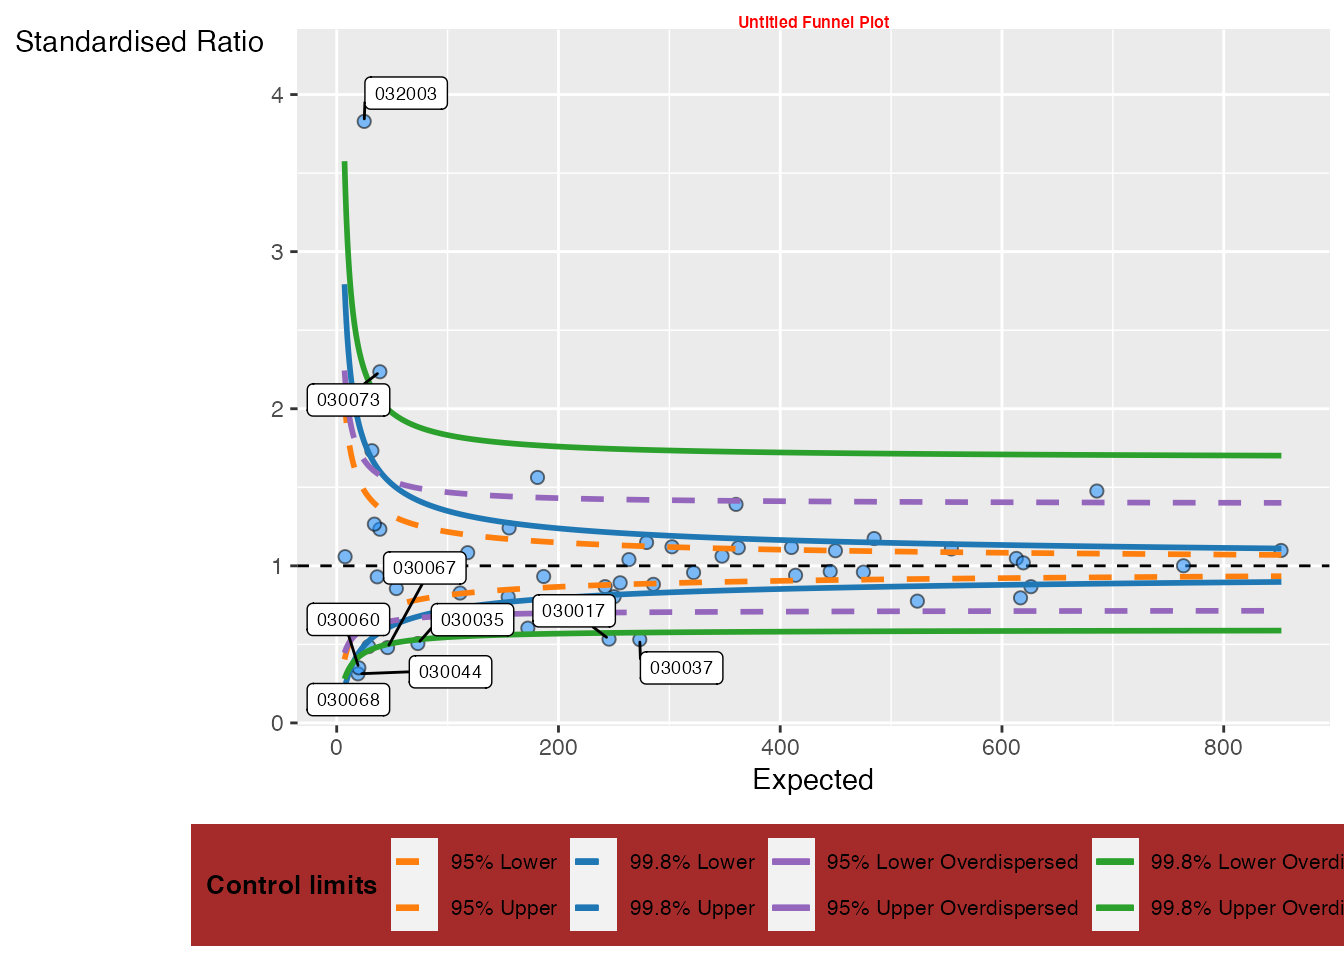 Untitled Funnel Plot
Standardised Ratio
4
3
2
1
0
032003
030073
030067
030060
030035
030017
030044
030037
030068
0 200 400 600 800
Expected
Control limits
95% Lower 99.8% Lower 95% Lower Overdispersed 99.8% Lower Overdi
95% Upper 99.8% Upper 95% Upper Overdispersed 99.8% Upper Overdi